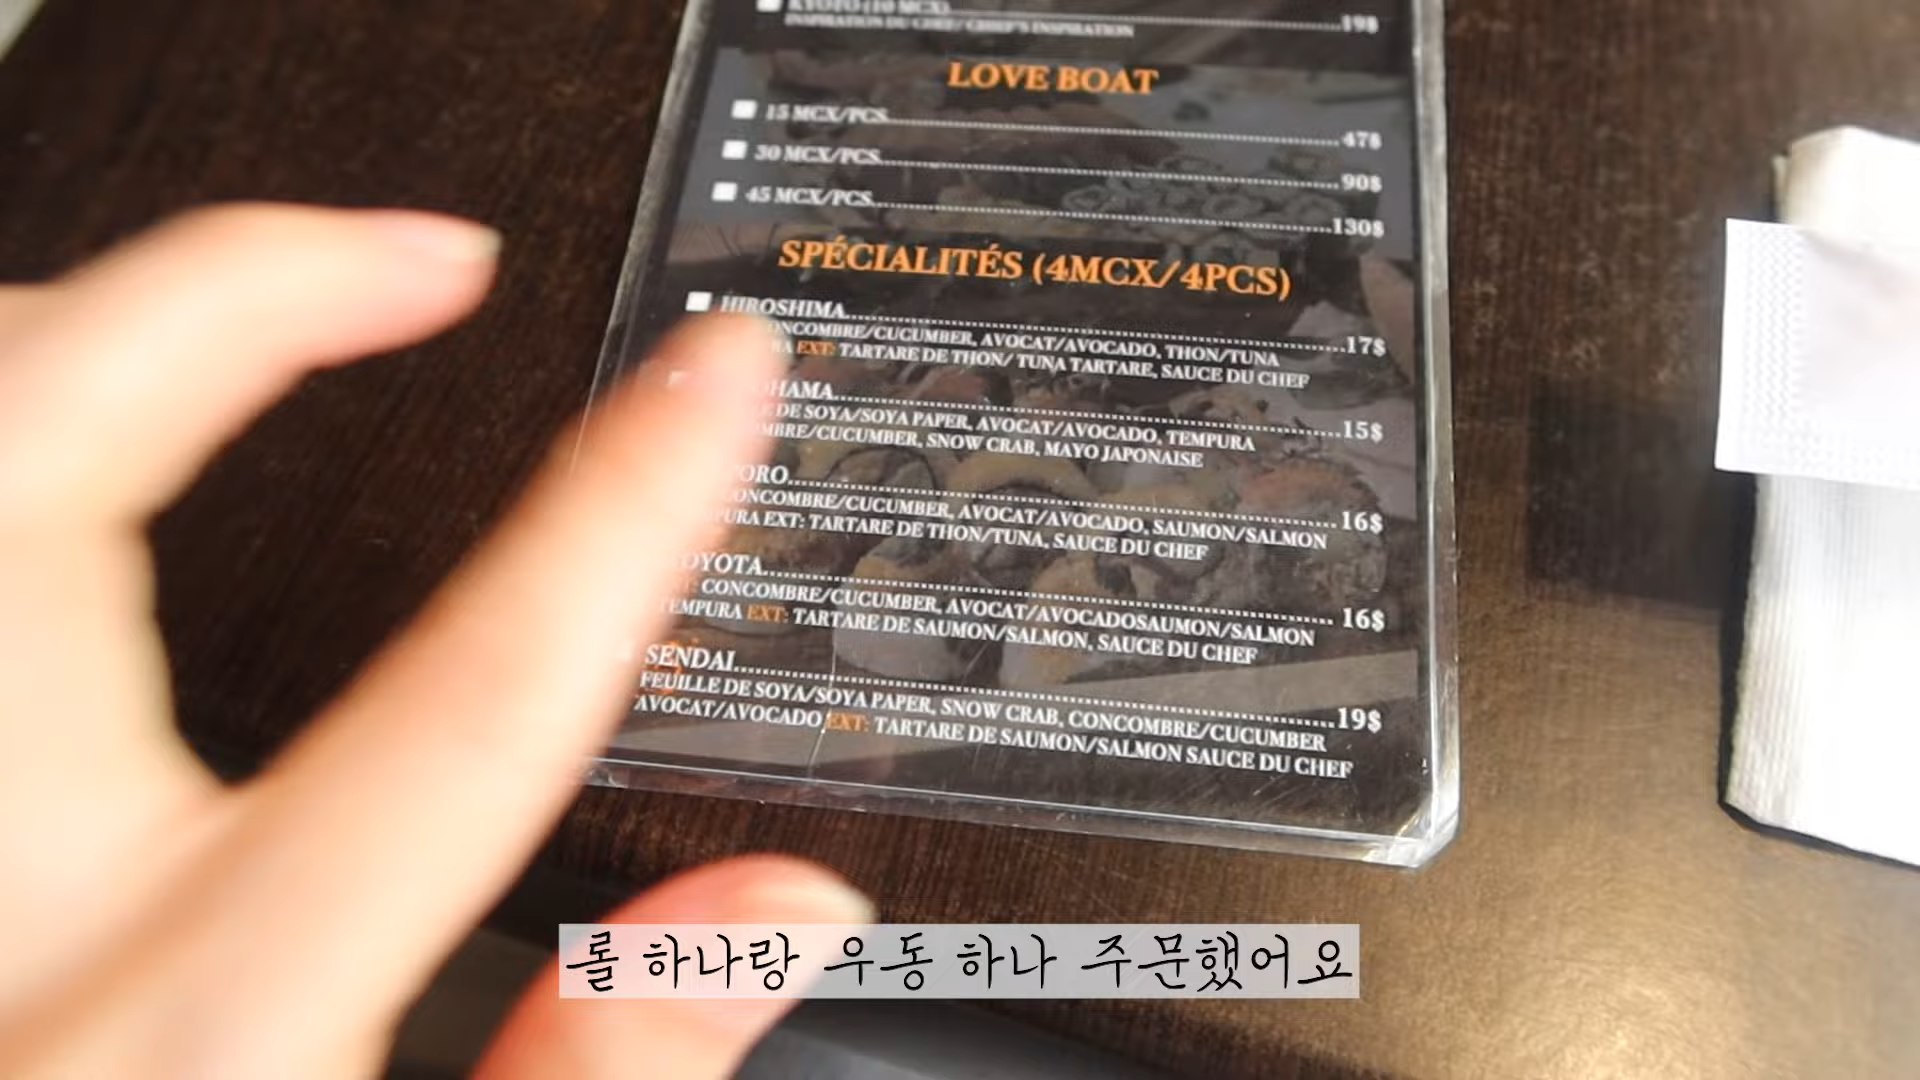 KYOTO (10 MCX)..........19$
INSPIRATION DU CHEF/ CHEF'S INSPIRATION
LOVE BOAT
15 MCX/PCS..........47$
30 MCX/PCS..........90$
45 MCX/PCS..........130$
SPÉCIALITÉS (4MCX/4PCS)
HIROSHIMA..........17$
CONCOMBRE/CUCUMBER, AVOCAT/AVOCADO, THON/TUNA
EXT: TARTARE DE THON/ TUNA TARTARE, SAUCE DU CHEF
..........15$
DE SOYA/SOYA PAPER, AVOCAT/AVOCADO, TEMPURA
/CUCUMBER, SNOW CRAB, MAYO JAPONAISE
..........16$
CONCOMBRE/CUCUMBER, AVOCAT/AVOCADO, SAUMON/SALMON
EXT: TARTARE DE THON/TUNA, SAUCE DU CHEF
TOYOTA..........16$
CONCOMBRE/CUCUMBER, AVOCAT/AVOCADOSAUMON/SALMON
TEMPURA EXT: TARTARE DE SAUMON/SALMON, SAUCE DU CHEF
SENDAI..........19$
FEUILLE DE SOYA/SOYA PAPER, SNOW CRAB, CONCOMBRE/CUCUMBER
AVOCAT/AVOCADO EXT: TARTARE DE SAUMON/SALMON SAUCE DU CHEF
롤 하나랑 우동 하나 주문했어요